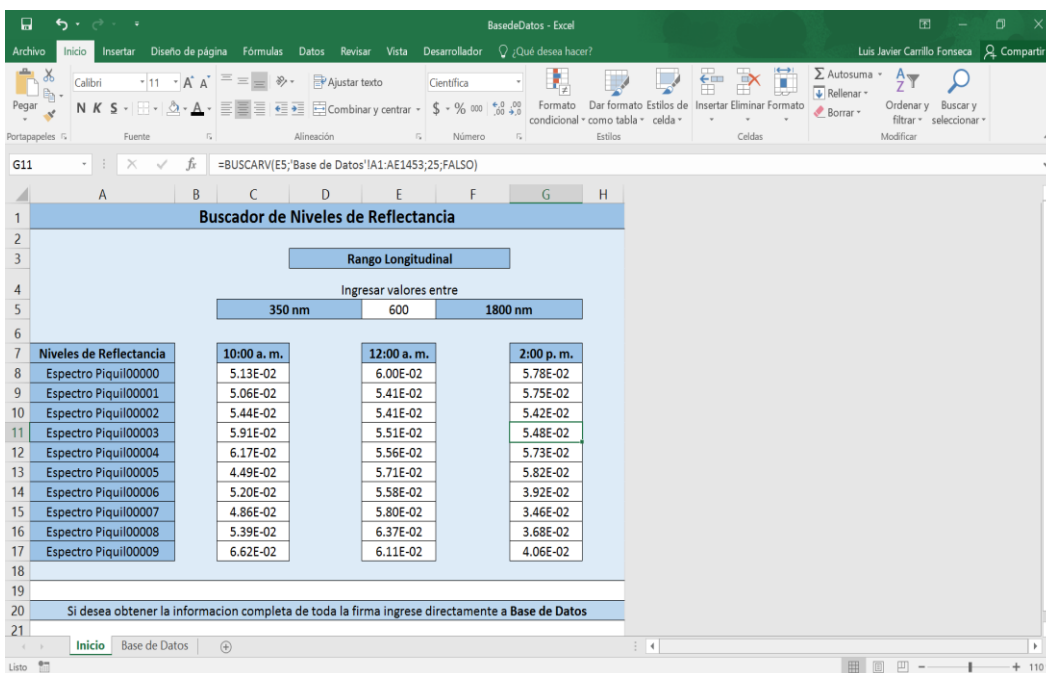 BasedeDatos - Excel
Archivo Inicio Insertar Diseño de página Fórmulas Datos Revisar Vista Desarrollador ¿Qué desea hacer? Luis Javier Carrillo Fonseca Compartir
Calibri 11 Ajustar texto Científica Autosuma
Pegar Rellenar
N K S Combinar y centrar $ % 000 Formato condicional Dar formato como tabla Estilos de celda Insertar Eliminar Formato Borrar Ordenar y filtrar Buscar y seleccionar
Portapapeles Fuente Alineación Número Estilos Celdas Modificar
G11 fx =BUSCARV(E5;'Base de Datos'!A1:AE1453;25;FALSO)
A B C D E F G H
1 Buscador de Niveles de Reflectancia
2
3 Rango Longitudinal
4 Ingresar valores entre
5 350 nm 600 1800 nm
6
7 Niveles de Reflectancia 10:00 a. m. 12:00 a. m. 2:00 p. m.
8 Espectro Piquil00000 5.13E-02 6.00E-02 5.78E-02
9 Espectro Piquil00001 5.06E-02 5.41E-02 5.75E-02
10 Espectro Piquil00002 5.44E-02 5.41E-02 5.42E-02
11 Espectro Piquil00003 5.91E-02 5.51E-02 5.48E-02
12 Espectro Piquil00004 6.17E-02 5.56E-02 5.73E-02
13 Espectro Piquil00005 4.49E-02 5.71E-02 5.82E-02
14 Espectro Piquil00006 5.20E-02 5.58E-02 3.92E-02
15 Espectro Piquil00007 4.86E-02 5.80E-02 3.46E-02
16 Espectro Piquil00008 5.39E-02 6.37E-02 3.68E-02
17 Espectro Piquil00009 6.62E-02 6.11E-02 4.06E-02
18
19
20 Si desea obtener la informacion completa de toda la firma ingrese directamente a Base de Datos
21
Inicio Base de Datos
Listo 110